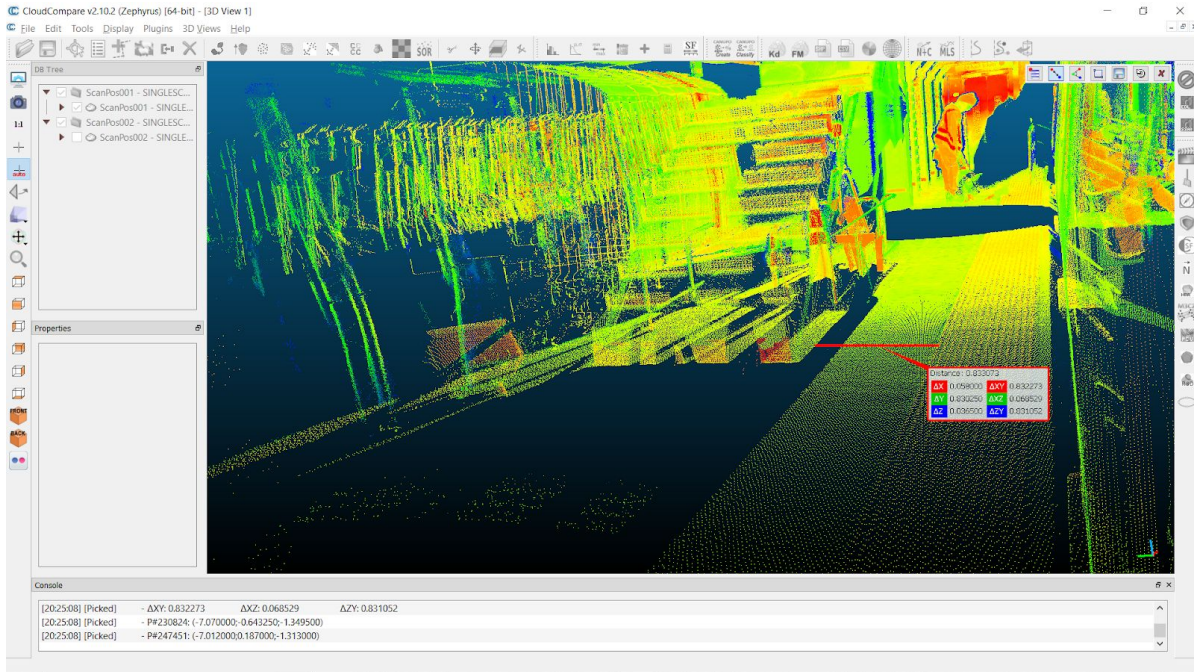 CloudCompare v2.10.2 (Zephyrus) [64-bit] - [3D View 1]
File Edit Tools Display Plugins 3D Views Help
SOR
SF
Kd FM
N+C MLS
DB Tree
ScanPos001 - SINGLESC...
ScanPos001 - SINGLE...
ScanPos002 - SINGLESC...
ScanPos002 - SINGLE...
1:1
auto
Properties
FRONT
BACK
Distance: 0.833073
ΔX 0.058000 ΔXY 0.832273
ΔY 0.830250 ΔXZ 0.068529
ΔZ 0.036500 ΔZY 0.831052
Console
[20:25:08] [Picked] - ΔXY: 0.832273 ΔXZ: 0.068529 ΔZY: 0.831052
[20:25:08] [Picked] - P#230824: (-7.070000;-0.643250;-1.349500)
[20:25:08] [Picked] - P#247451: (-7.012000;0.187000;-1.313000)